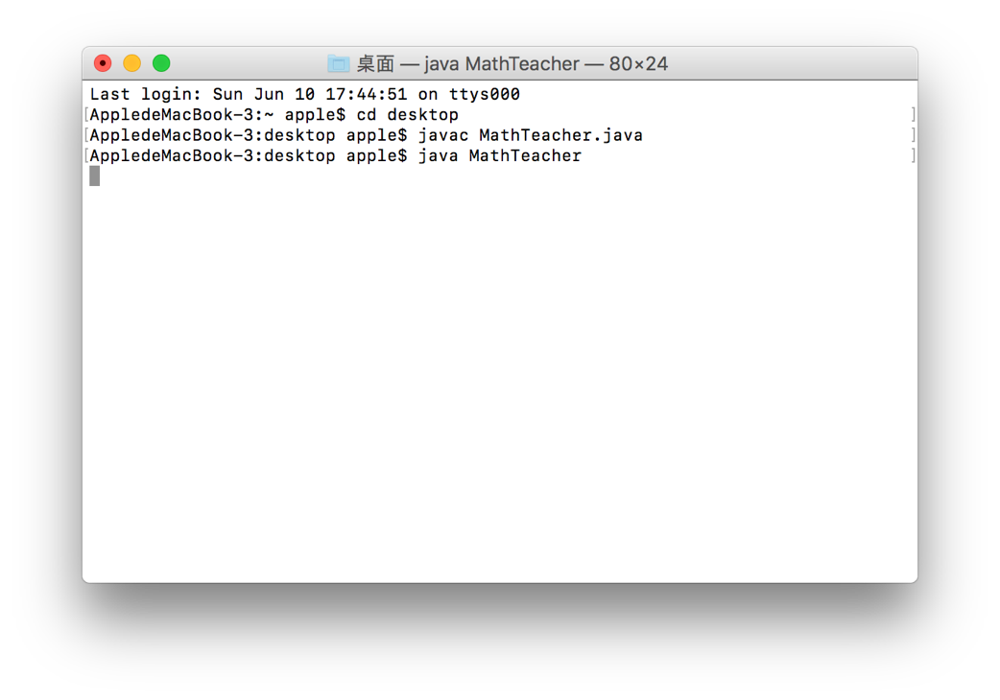 桌面 — java MathTeacher — 80×24
Last login: Sun Jun 10 17:44:51 on ttys000
[AppledeMacBook-3:~ apple$ cd desktop ]
[AppledeMacBook-3:desktop apple$ javac MathTeacher.java ]
[AppledeMacBook-3:desktop apple$ java MathTeacher ]